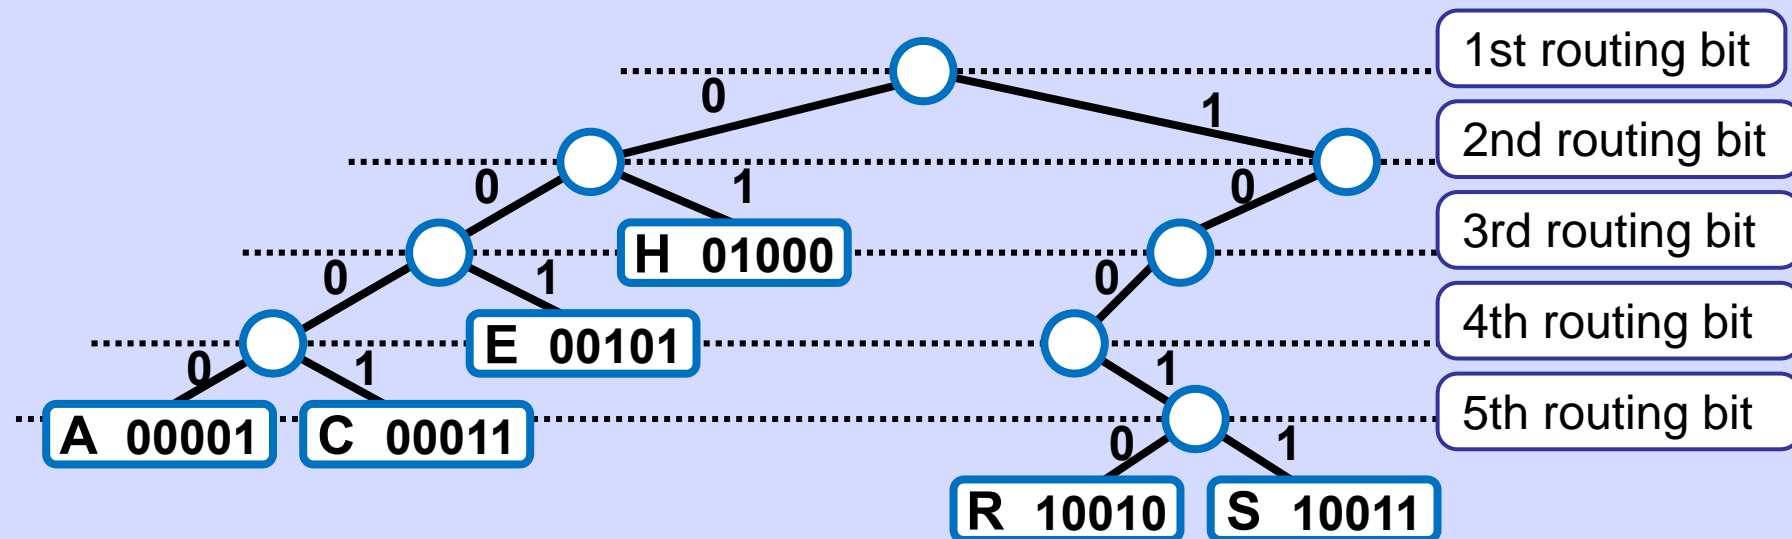 1st routing bit
0
1
2nd routing bit
0
1
0
3rd routing bit
H 01000
0
1
0
4th routing bit
E 00101
0
1
1
5th routing bit
A 00001
C 00011
0
1
R 10010
S 10011